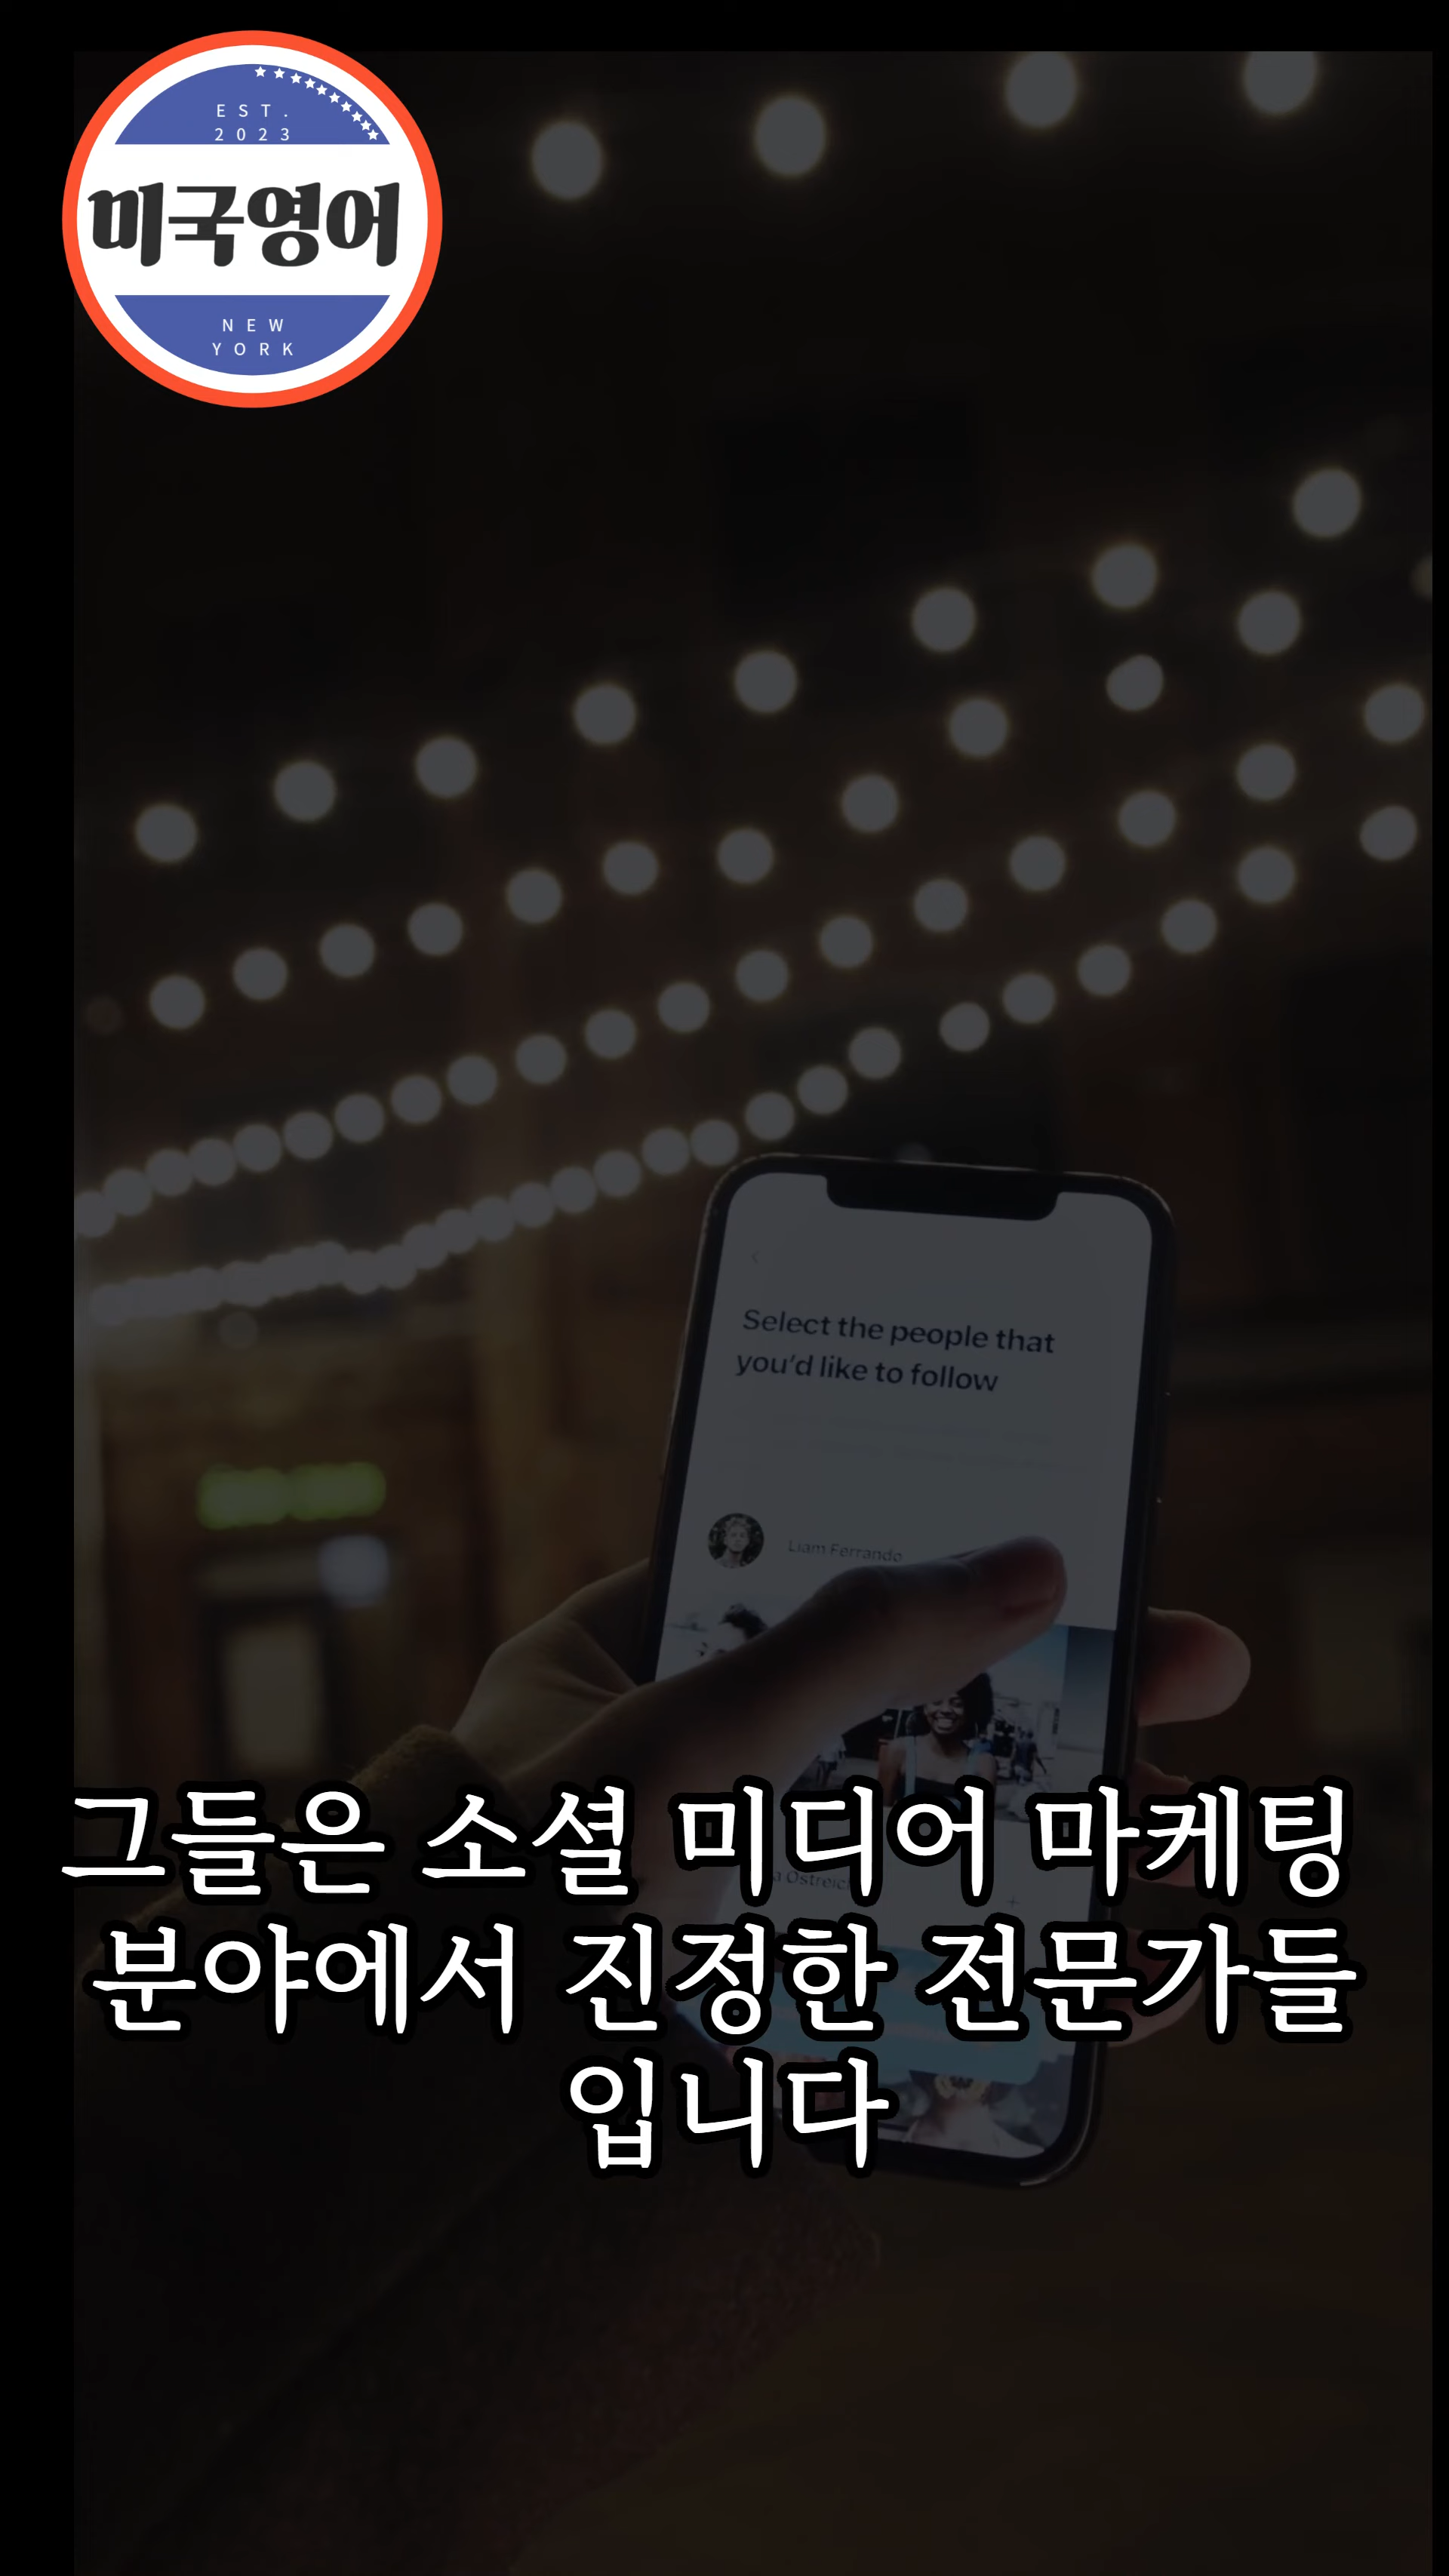 EST.
2023
미국영어
NEW
YORK
Select the people that
you'd like to follow
Liam Ferrando
그들은 소셜 미디어 마케팅
분야에서 진정한 전문가들
입니다